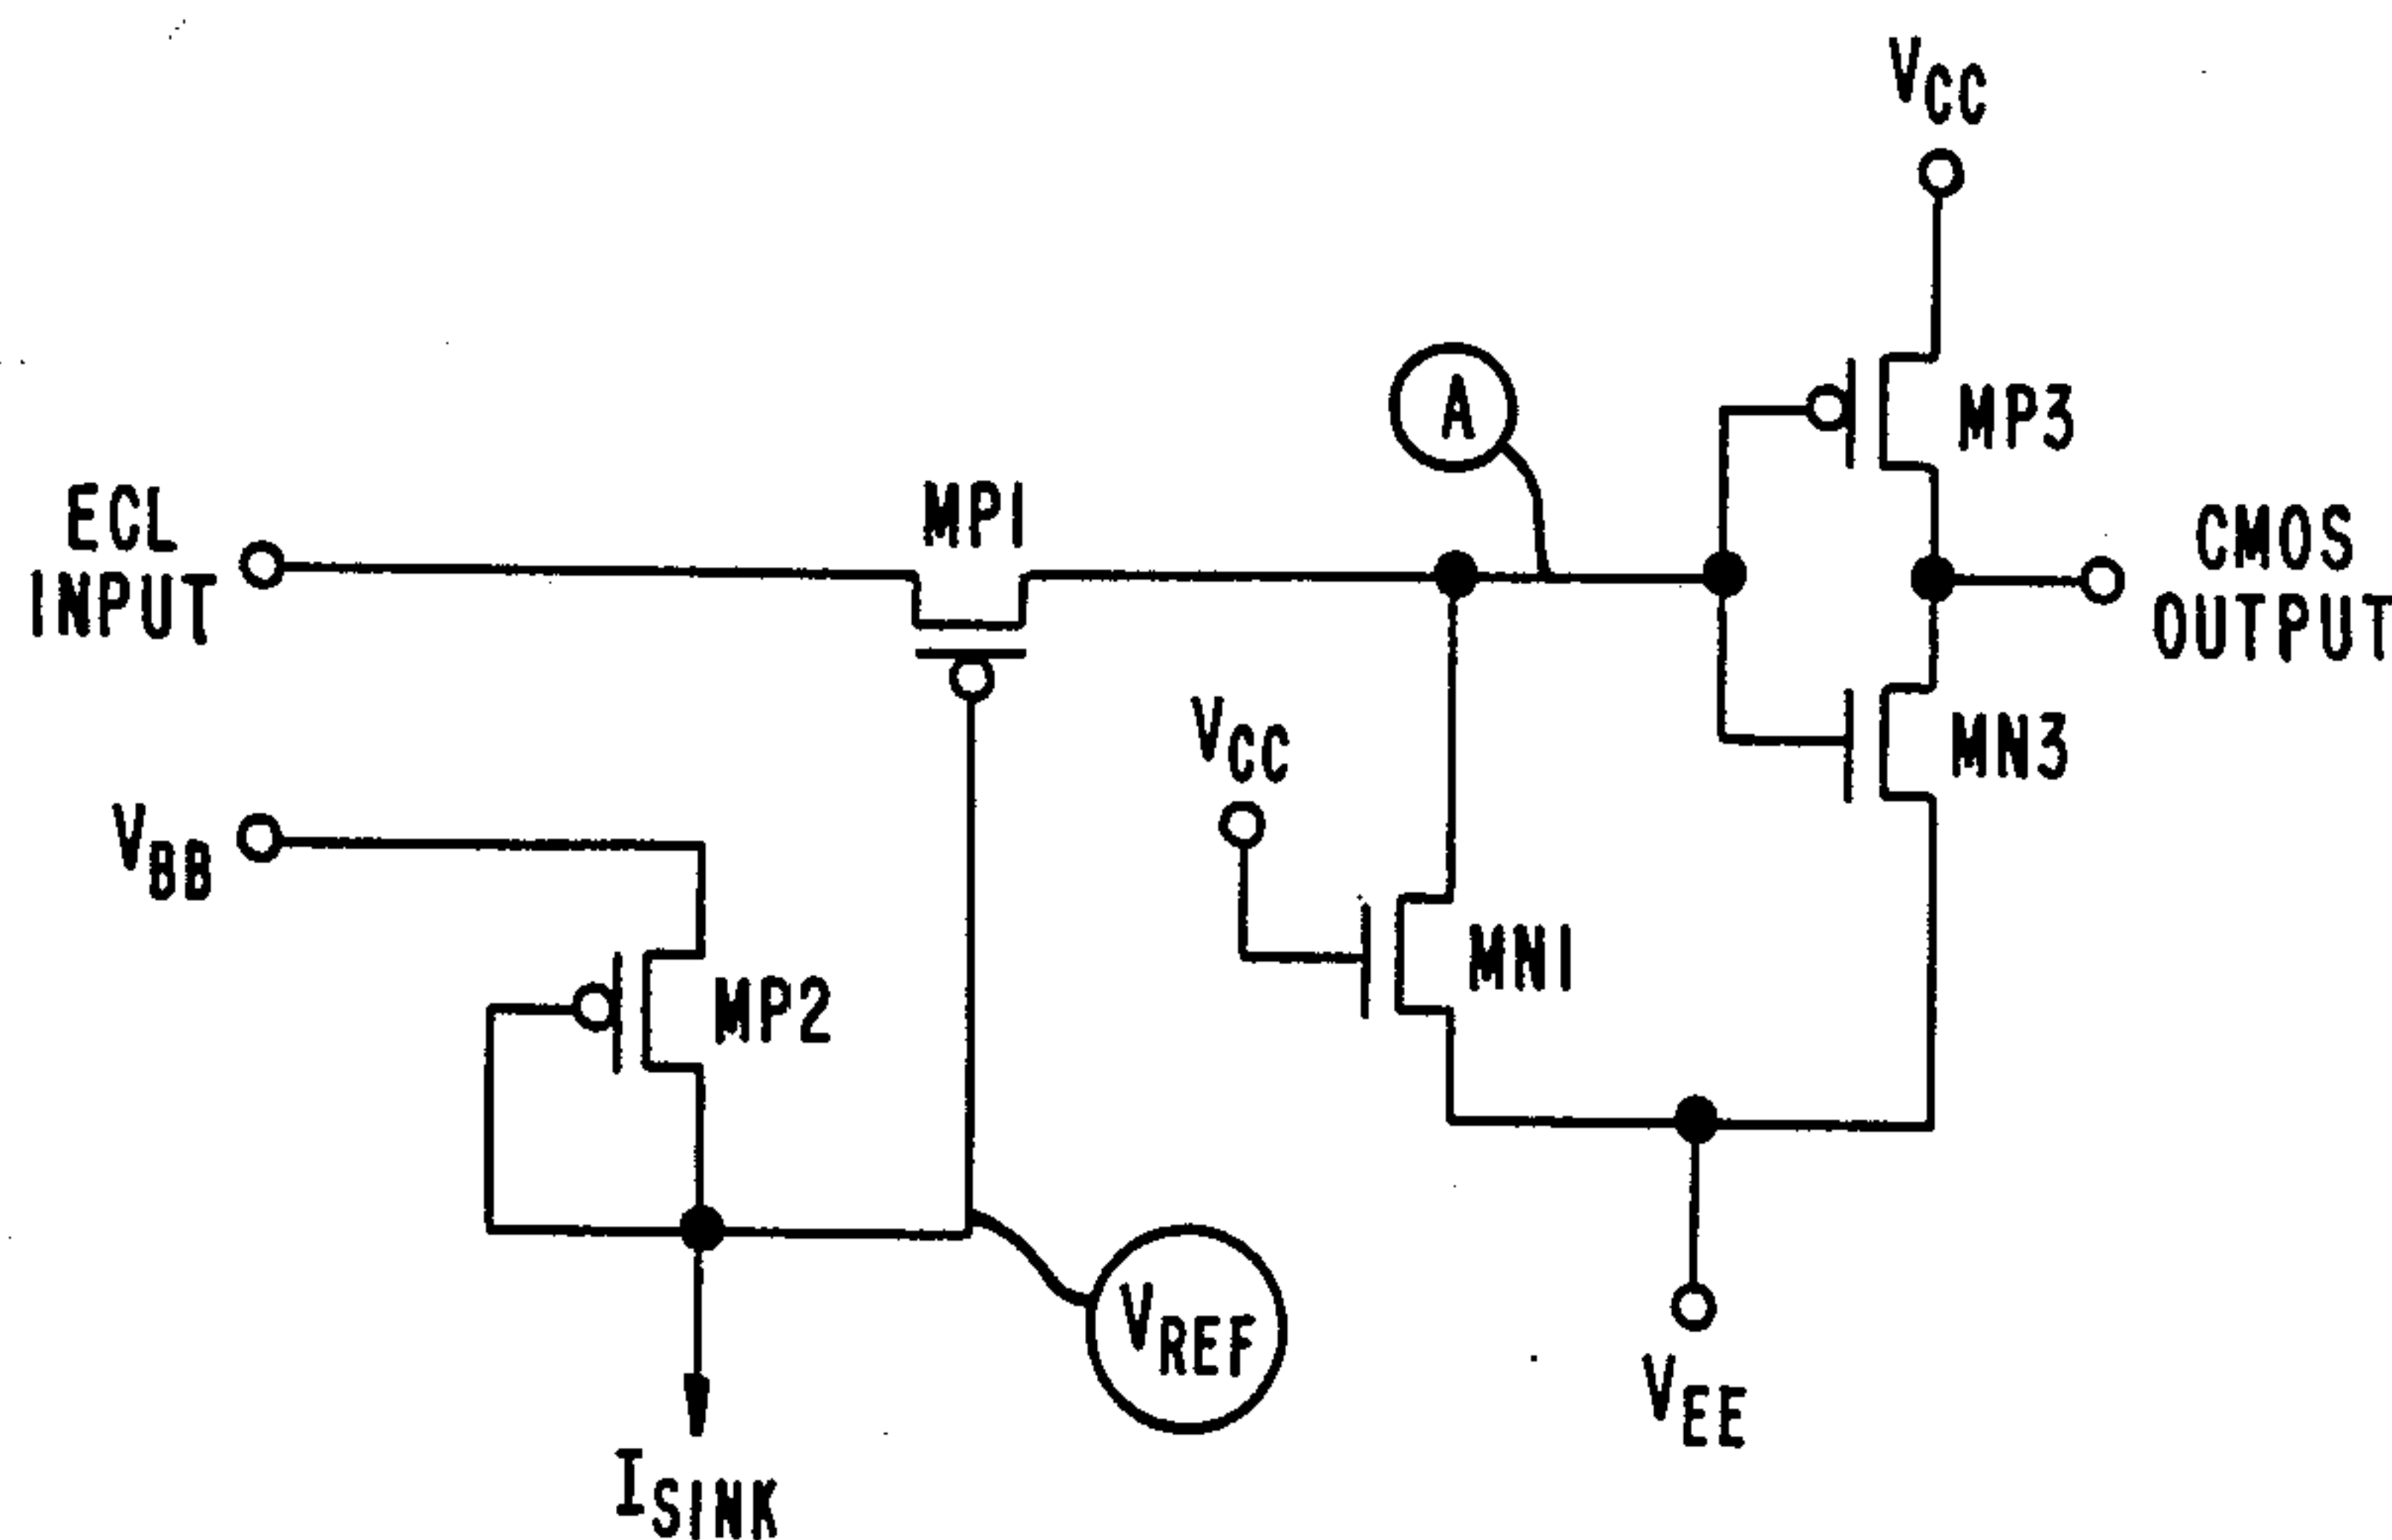 VCC
A
MP3
ECL
INPUT
MP1
CMOS
OUTPUT
VCC
MN3
VBB
MN1
MP2
VREF
VEE
ISINK